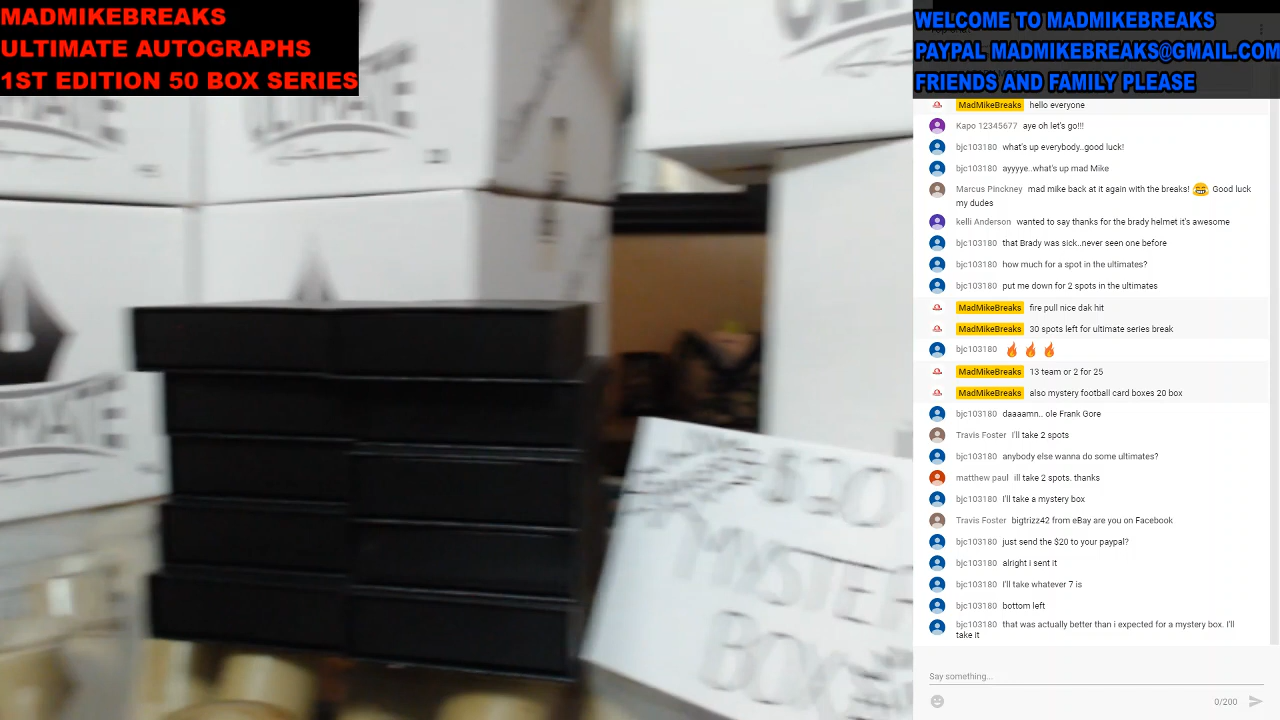 MADMIKEBREAKS
ULTIMATE AUTOGRAPHS
1ST EDITION 50 BOX SERIES
WELCOME TO MADMIKEBREAKS
PAYPAL MADMIKEBREAKS@GMAIL.COM
FRIENDS AND FAMILY PLEASE
MadMikeBreaks hello everyone
Kapo 12345677 aye oh let's go!!!
bjc103180 what's up everybody..good luck!
bjc103180 ayyyye..what's up mad Mike
Marcus Pinckney mad mike back at it again with the breaks! 😂 Good luck
my dudes
kelli Anderson wanted to say thanks for the brady helmet it's awesome
bjc103180 that Brady was sick..never seen one before
bjc103180 how much for a spot in the ultimates?
bjc103180 put me down for 2 spots in the ultimates
MadMikeBreaks fire pull nice dak hit
MadMikeBreaks 30 spots left for ultimate series break
bjc103180 🔥 🔥 🔥
MadMikeBreaks 13 team or 2 for 25
MadMikeBreaks also mystery football card boxes 20 box
bjc103180 daaaamn.. ole Frank Gore
Travis Foster I'll take 2 spots
bjc103180 anybody else wanna do some ultimates?
matthew paul ill take 2 spots. thanks
bjc103180 I'll take a mystery box
Travis Foster bigtrizz42 from eBay are you on Facebook
bjc103180 just send the $20 to your paypal?
bjc103180 alright i sent it
bjc103180 I'll take whatever 7 is
bjc103180 bottom left
bjc103180 that was actually better than i expected for a mystery box. I'll
take it
Say something...
0/200
$20